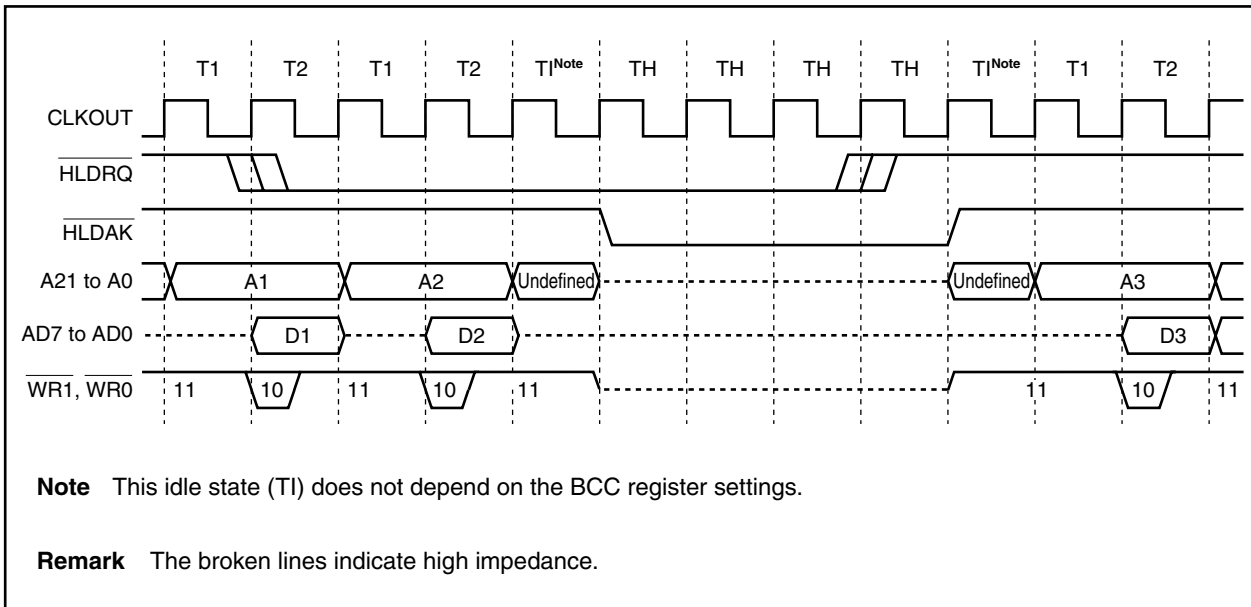 T1 T2 T1 T2 TINote TH TH TH TH TINote T1 T2
CLKOUT
HLDRQ
HLDAK
A21 to A0 A1 A2 Undefined Undefined A3
AD7 to AD0 D1 D2 D3
WR1, WR0 11 10 11 10 11 11 10 11
Note This idle state (TI) does not depend on the BCC register settings.
Remark The broken lines indicate high impedance.